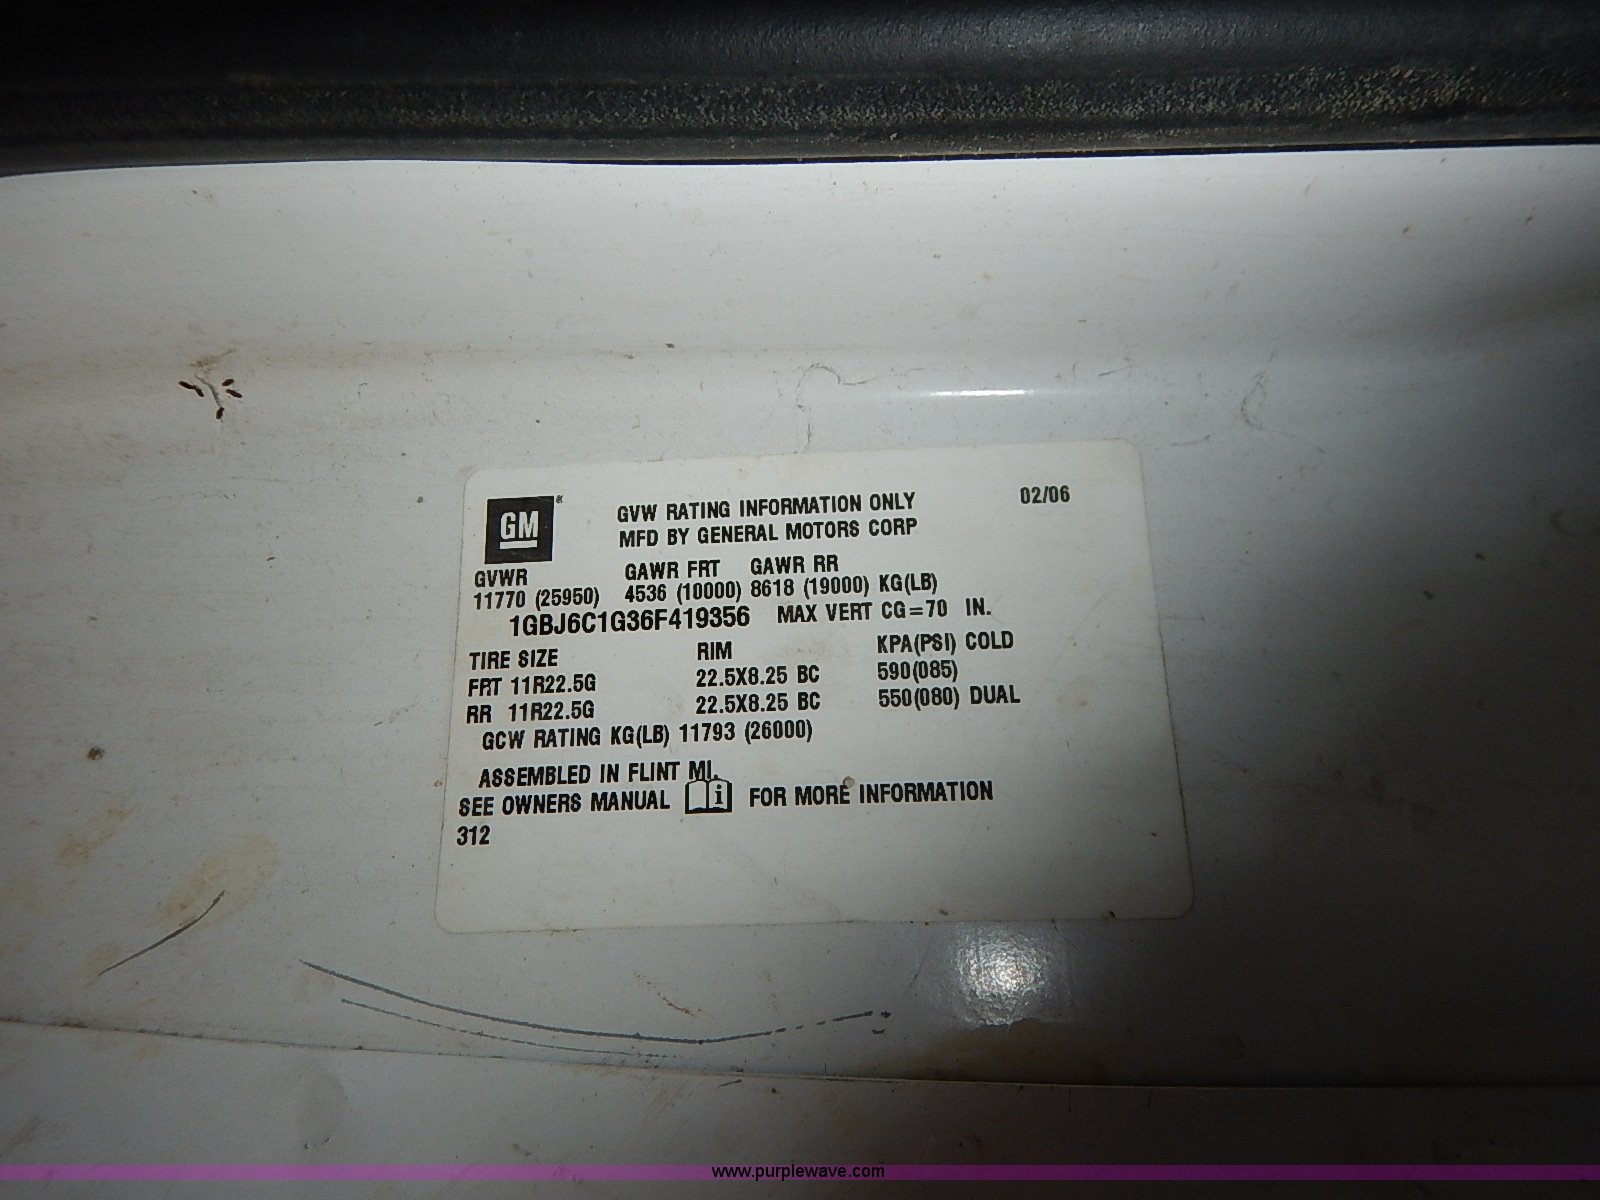 GM
GVW RATING INFORMATION ONLY 02/06
MFD BY GENERAL MOTORS CORP
GVWR GAWR FRT GAWR RR
11770 (25950) 4536 (10000) 8618 (19000) KG(LB)
1GBJ6C1G36F419356 MAX VERT CG=70 IN.
TIRE SIZE RIM KPA(PSI) COLD
FRT 11R22.5G 22.5X8.25 BC 590(085)
RR 11R22.5G 22.5X8.25 BC 550(080) DUAL
GCW RATING KG(LB) 11793 (26000)
ASSEMBLED IN FLINT MI.
SEE OWNERS MANUAL i FOR MORE INFORMATION
312
www.purplewave.com